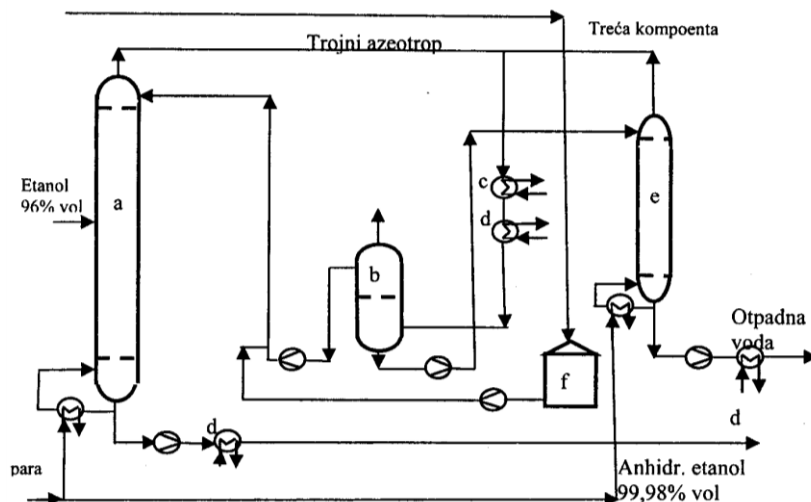 Treća kompoenta
Trojni azeotrop
Etanol
96% vol
a
c
d
e
b
f
Otpadna
voda
d
d
para
Anhidr. etanol
99,98% vol